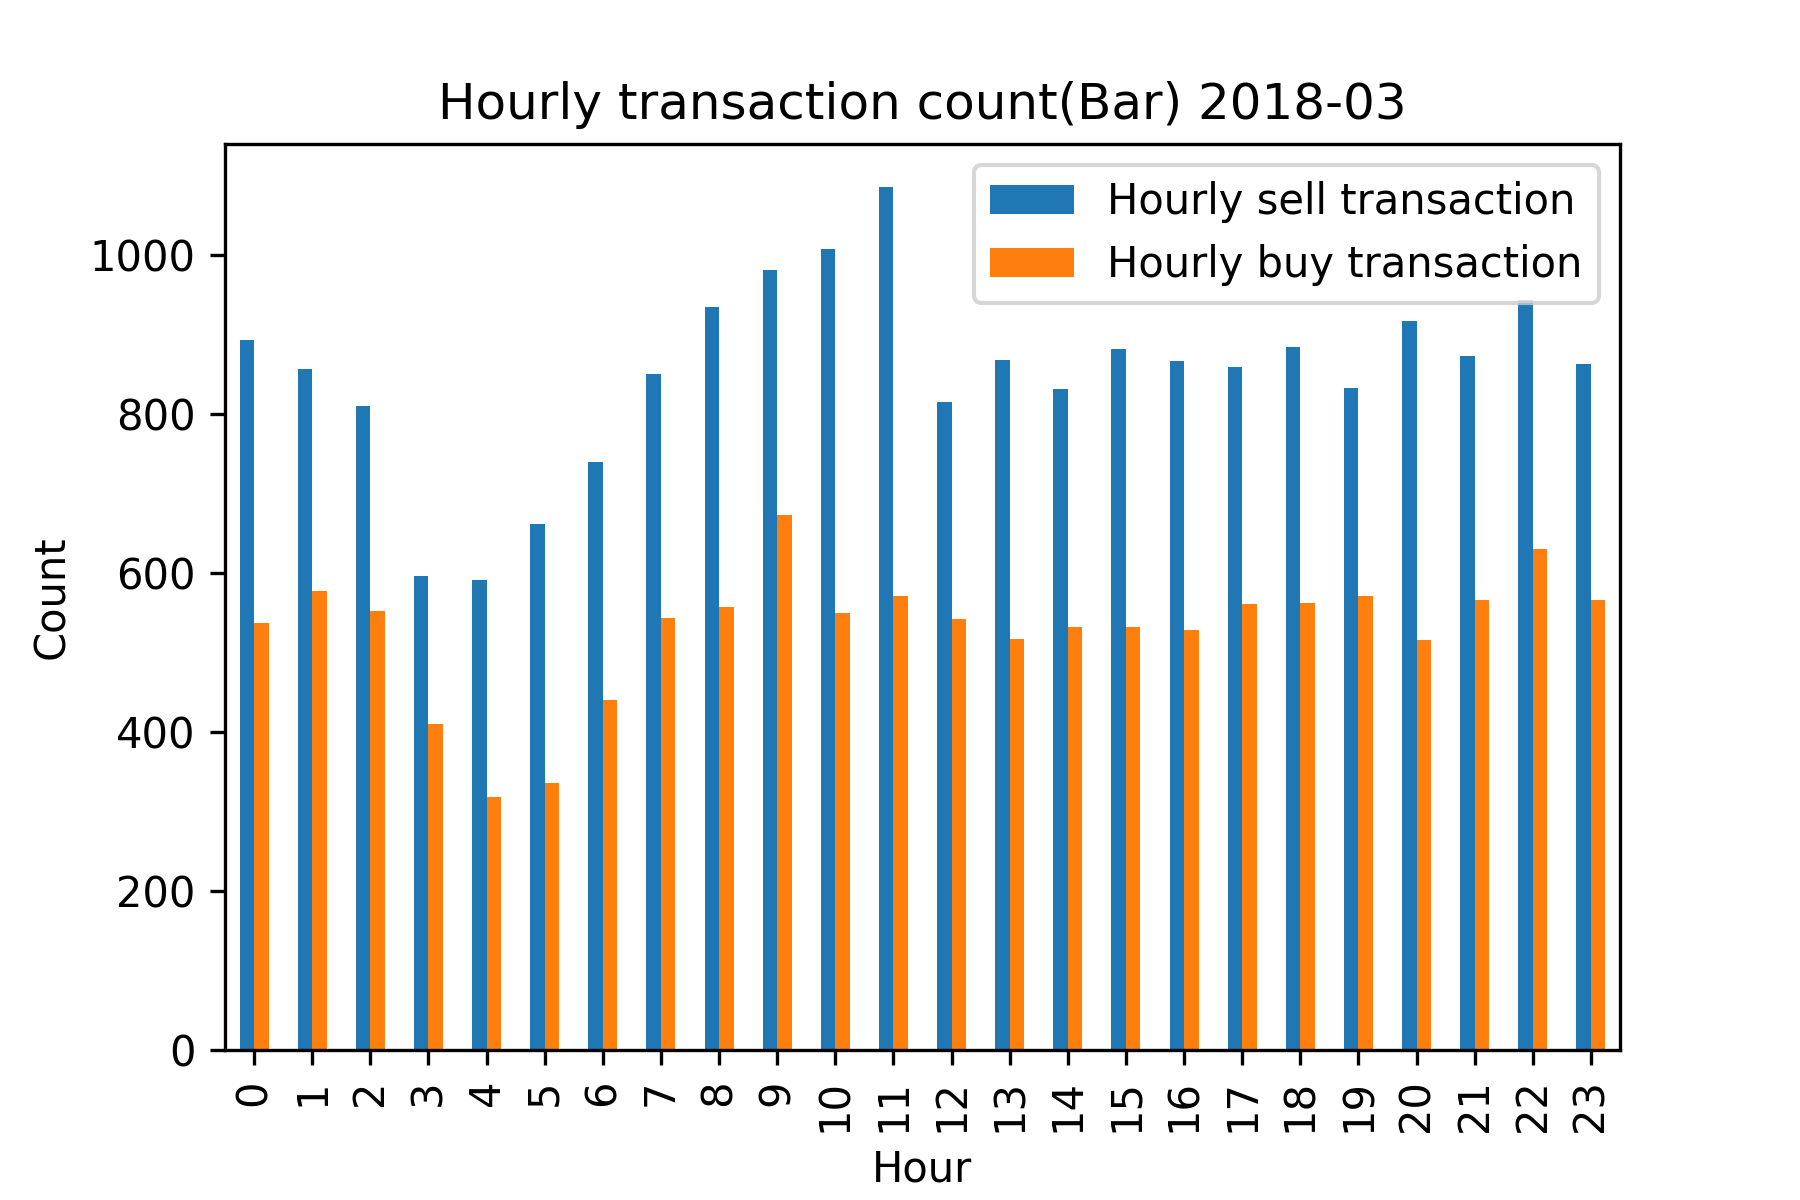 Hourly transaction count(Bar) 2018-03
Hourly sell transaction
Hourly buy transaction
Count
1000
800
600
400
200
0
0 1 2 3 4 5 6 7 8 9 10 11 12 13 14 15 16 17 18 19 20 21 22 23
Hour